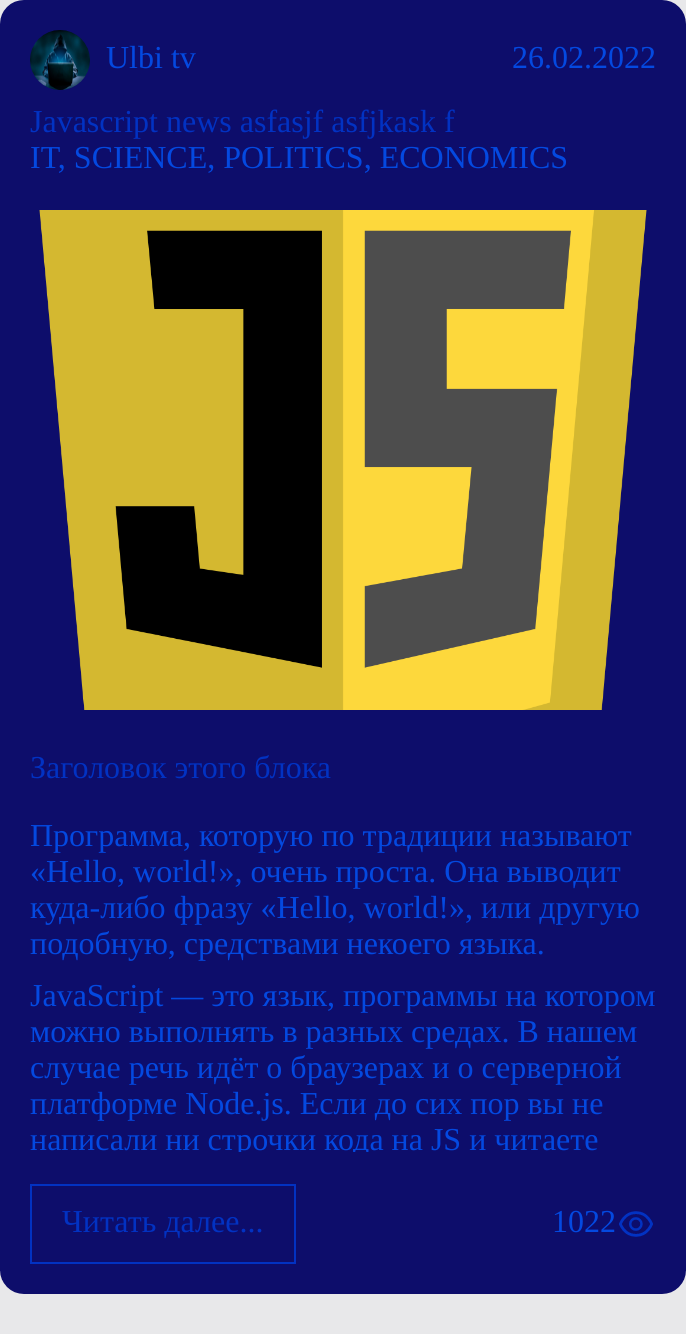 Ulbi tv
26.02.2022
Javascript news asfasjf asfjkask f
IT, SCIENCE, POLITICS, ECONOMICS
JS
Заголовок этого блока
Программа, которую по традиции называют
«Hello, world!», очень проста. Она выводит
куда-либо фразу «Hello, world!», или другую
подобную, средствами некоего языка.
JavaScript — это язык, программы на котором
можно выполнять в разных средах. В нашем
случае речь идёт о браузерах и о серверной
платформе Node.js. Если до сих пор вы не
написали ни строчки кода на JS и читаете
Читать далее...
1022